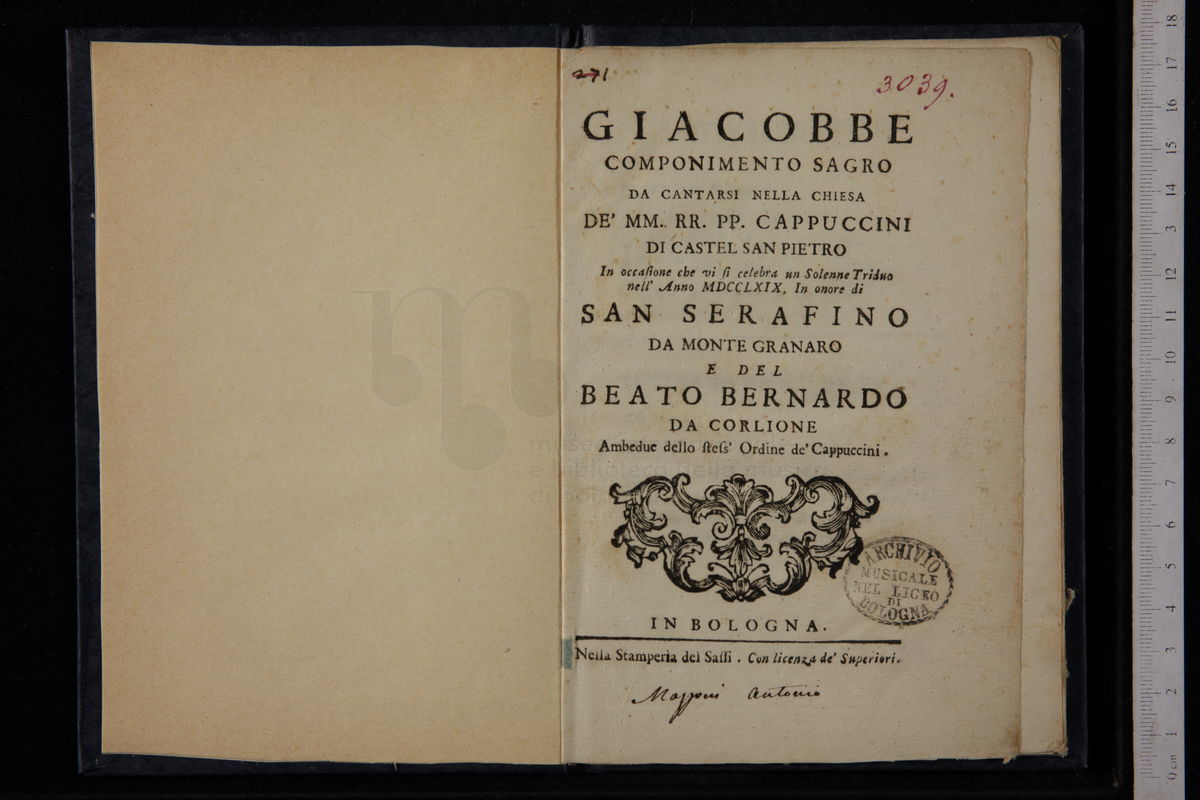 271
3039.
GIACOBBE
COMPONIMENTO SAGRO
DA CANTARSI NELLA CHIESA
DE' MM. RR. PP. CAPPUCCINI
DI CASTEL SAN PIETRO
In occaſione che vi ſi celebra un Solenne Triduo
nell' Anno MDCCLXIX, In onore di
SAN SERAFINO
DA MONTE GRANARO
E DEL
BEATO BERNARDO
DA CORLIONE
Ambedue dello ſteſs' Ordine de' Cappuccini.
ARCHIVIO
MUSICALE
NEL LICEO
DI
BOLOGNA
IN BOLOGNA.
Nella Stamperia del Saſſi. Con licenza de' Superiori.
Antonio